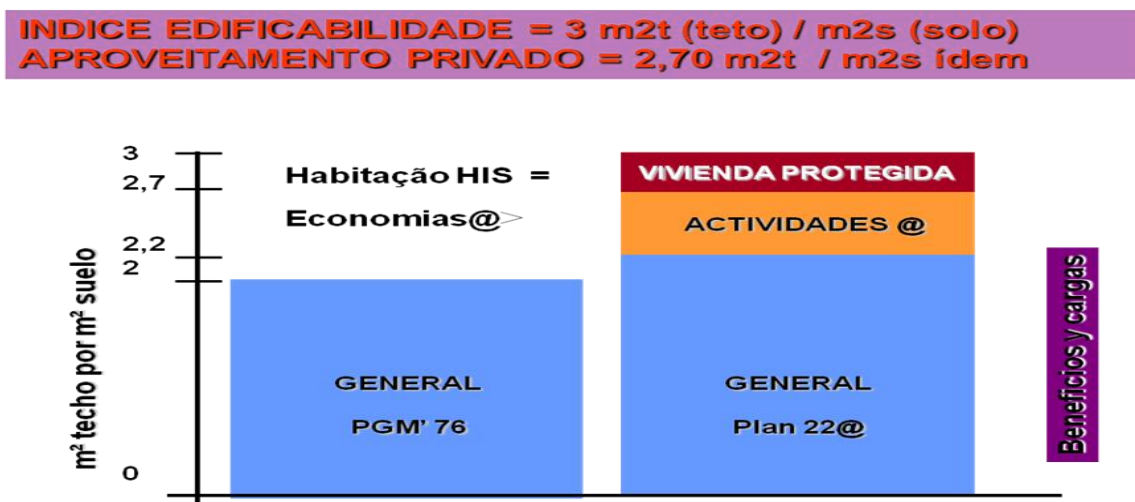 INDICE EDIFICABILIDADE = 3 m2t (teto) / m2s (solo)
APROVEITAMENTO PRIVADO = 2,70 m2t / m2s ídem
3
2,7
2,2
2
0
m² techo por m² suelo
Habitação HIS =
Economias@>
GENERAL
PGM' 76
VIVIENDA PROTEGIDA
ACTIVIDADES @
GENERAL
Plan 22@
Beneficios y cargas